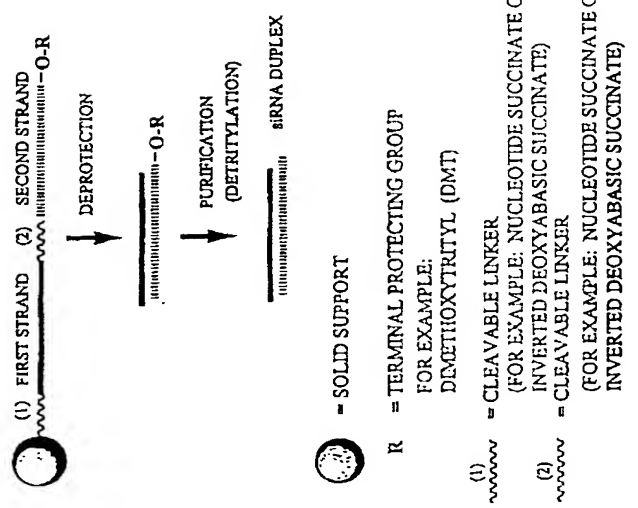 (1) FIRST STRAND (2) SECOND STRAND
-O-R
DEPROTECTION
-O-R
PURIFICATION
(DETRITYLATION)
siRNA DUPLEX
= SOLID SUPPORT
R = TERMINAL PROTECTING GROUP
FOR EXAMPLE:
DIMETHOXYTRITYL (DMT)
(1) = CLEAVABLE LINKER
(FOR EXAMPLE: NUCLEOTIDE SUCCINATE
INVERTED DEOXYABASIC SUCCINATE)
(2) = CLEAVABLE LINKER
(FOR EXAMPLE: NUCLEOTIDE SUCCINATE
INVERTED DEOXYABASIC SUCCINATE)